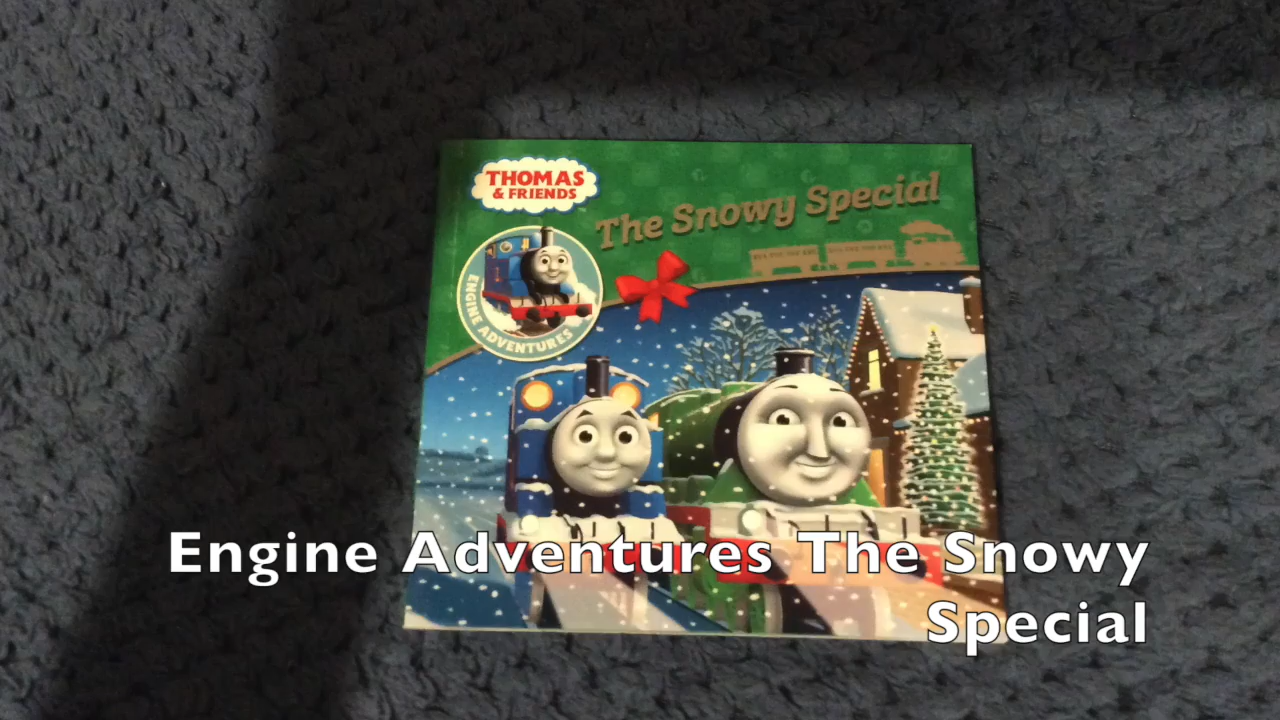 THOMAS
& FRIENDS
The Snowy Special
ENGINE ADVENTURES
Engine Adventures The Snowy
Special